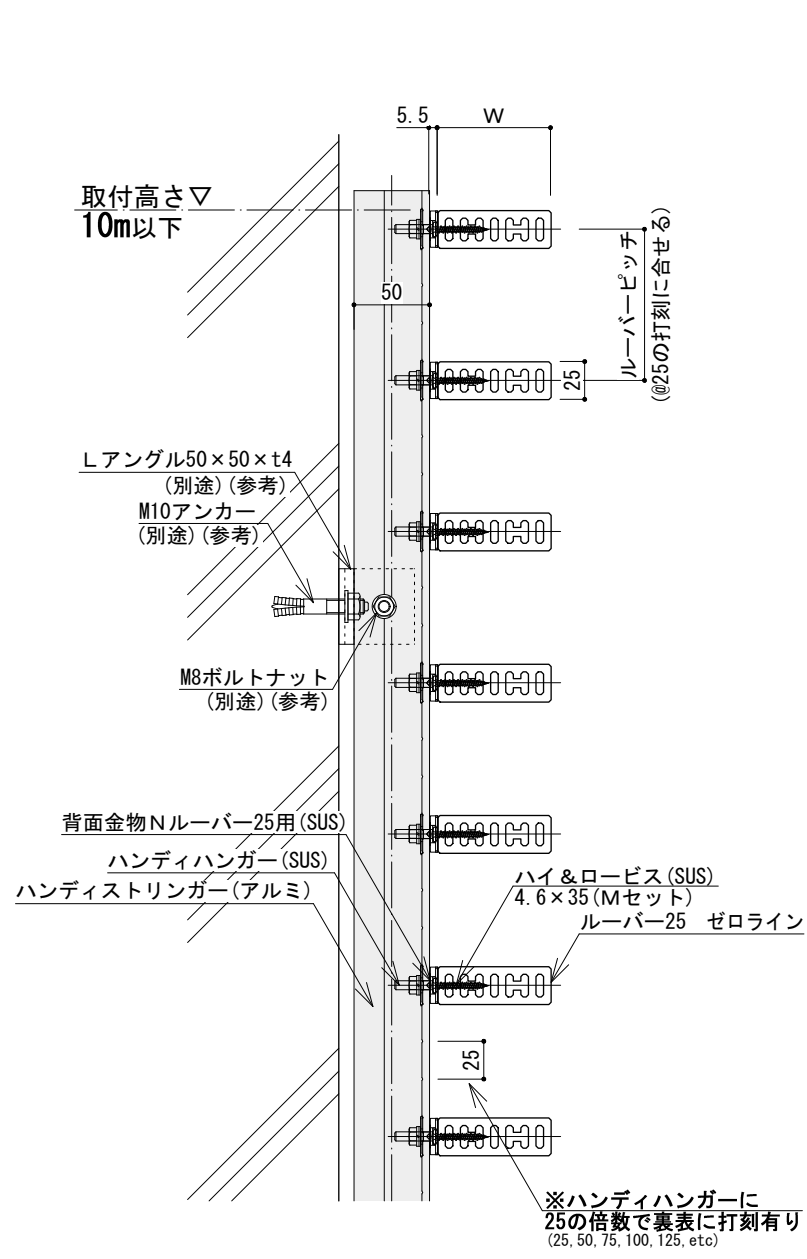 5.5
W
取付高さ▽
10m以下
50
ルーバーピッチ
(@25の打刻に合せる)
25
Lアングル50×50×t4
(別途)(参考)
M10アンカー
(別途)(参考)
M8ボルトナット
(別途)(参考)
背面金物Nルーバー25用(SUS)
ハンディハンガー(SUS)
ハンディストリンガー(アルミ)
ハイ&ロービス(SUS)
4.6×35(Mセット)
ルーバー25 ゼロライン
25
※ハンディハンガーに
25の倍数で裏表に打刻有り
(25,50,75,100,125,etc)